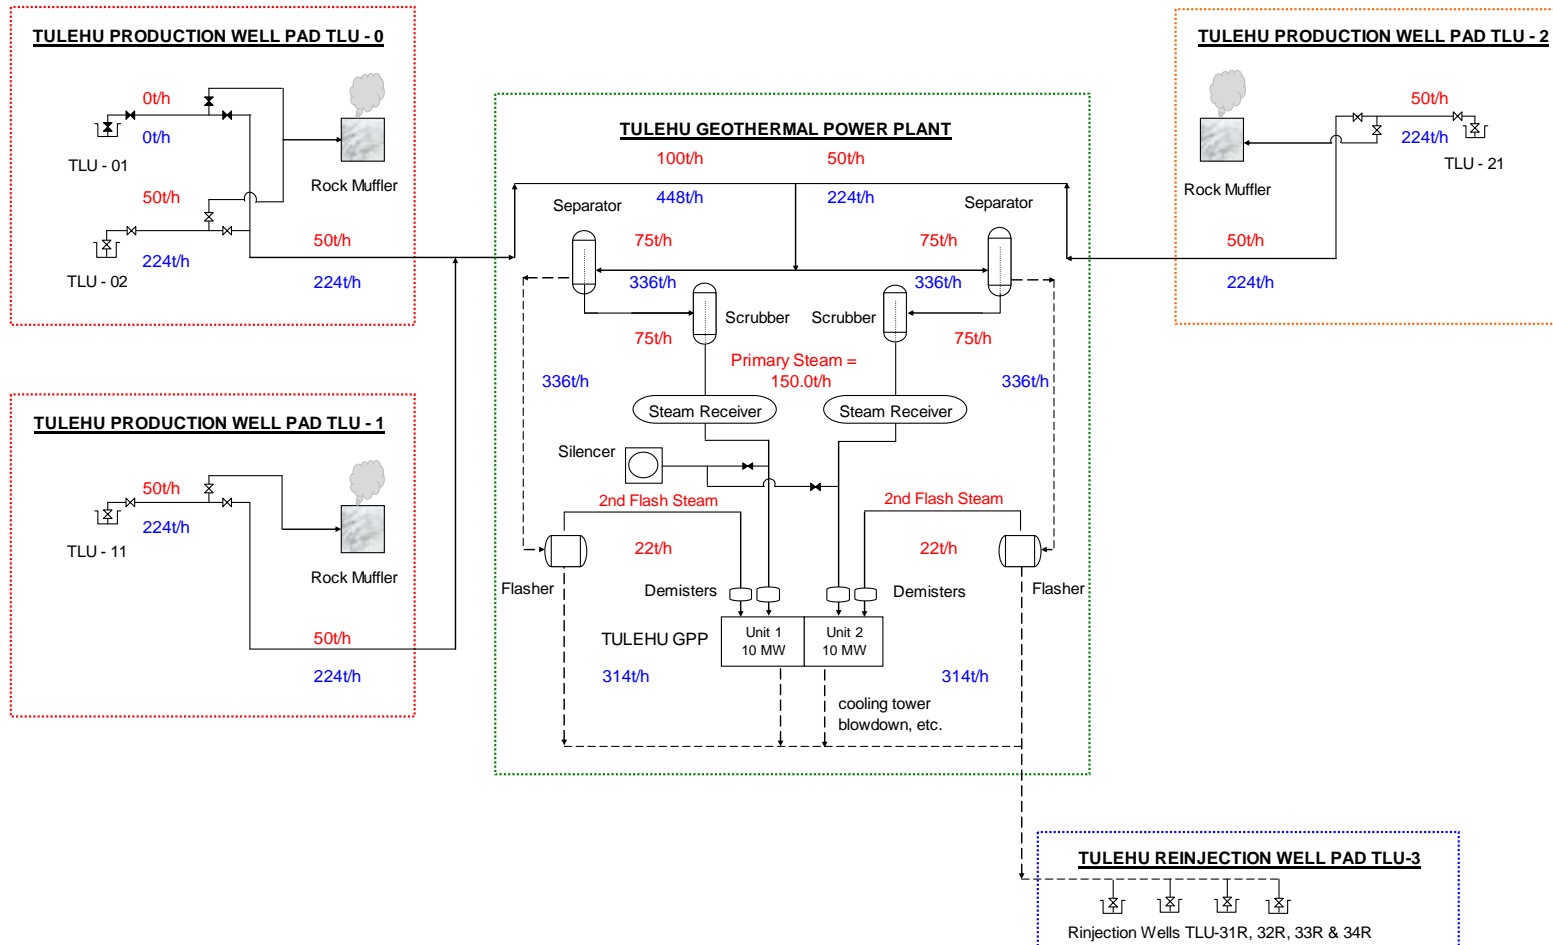 TULEHU PRODUCTION WELL PAD TLU - 0
0t/h
0t/h
TLU - 01
Rock Muffler
50t/h
224t/h
TLU - 02
50t/h
224t/h
TULEHU PRODUCTION WELL PAD TLU - 1
50t/h
224t/h
TLU - 11
Rock Muffler
50t/h
224t/h
TULEHU GEOTHERMAL POWER PLANT
100t/h
50t/h
448t/h
224t/h
Separator
Separator
75t/h
75t/h
336t/h
336t/h
Scrubber
Scrubber
75t/h
75t/h
Primary Steam =
150.0t/h
336t/h
336t/h
Steam Receiver
Steam Receiver
Silencer
2nd Flash Steam
2nd Flash Steam
22t/h
22t/h
Flasher
Demisters
Demisters
Flasher
TULEHU GPP
Unit 1
10 MW
Unit 2
10 MW
314t/h
314t/h
cooling tower
blowdown, etc.
TULEHU PRODUCTION WELL PAD TLU - 2
50t/h
224t/h
TLU - 21
Rock Muffler
50t/h
224t/h
TULEHU REINJECTION WELL PAD TLU-3
Rinjection Wells TLU-31R, 32R, 33R & 34R